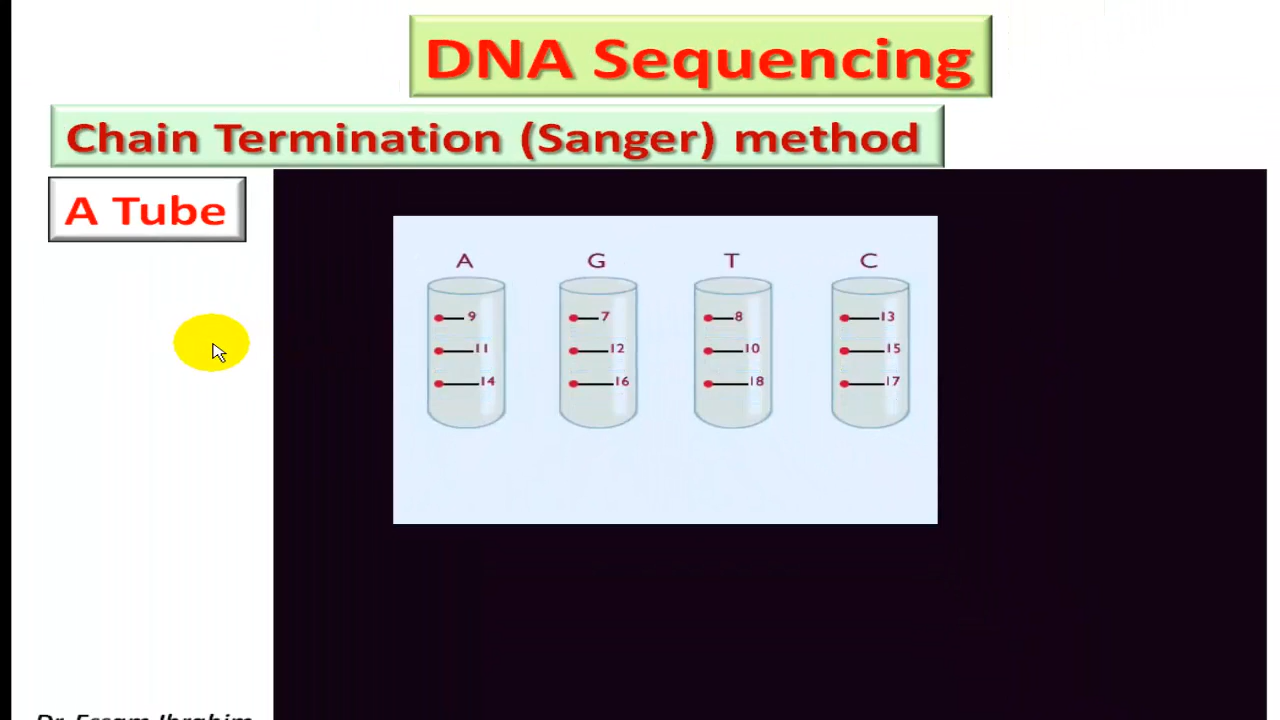 DNA Sequencing
Chain Termination (Sanger) method
A Tube
A G T C
9 7 8 13
11 12 10 15
14 16 18 17
Dr. Essam Ibrahim